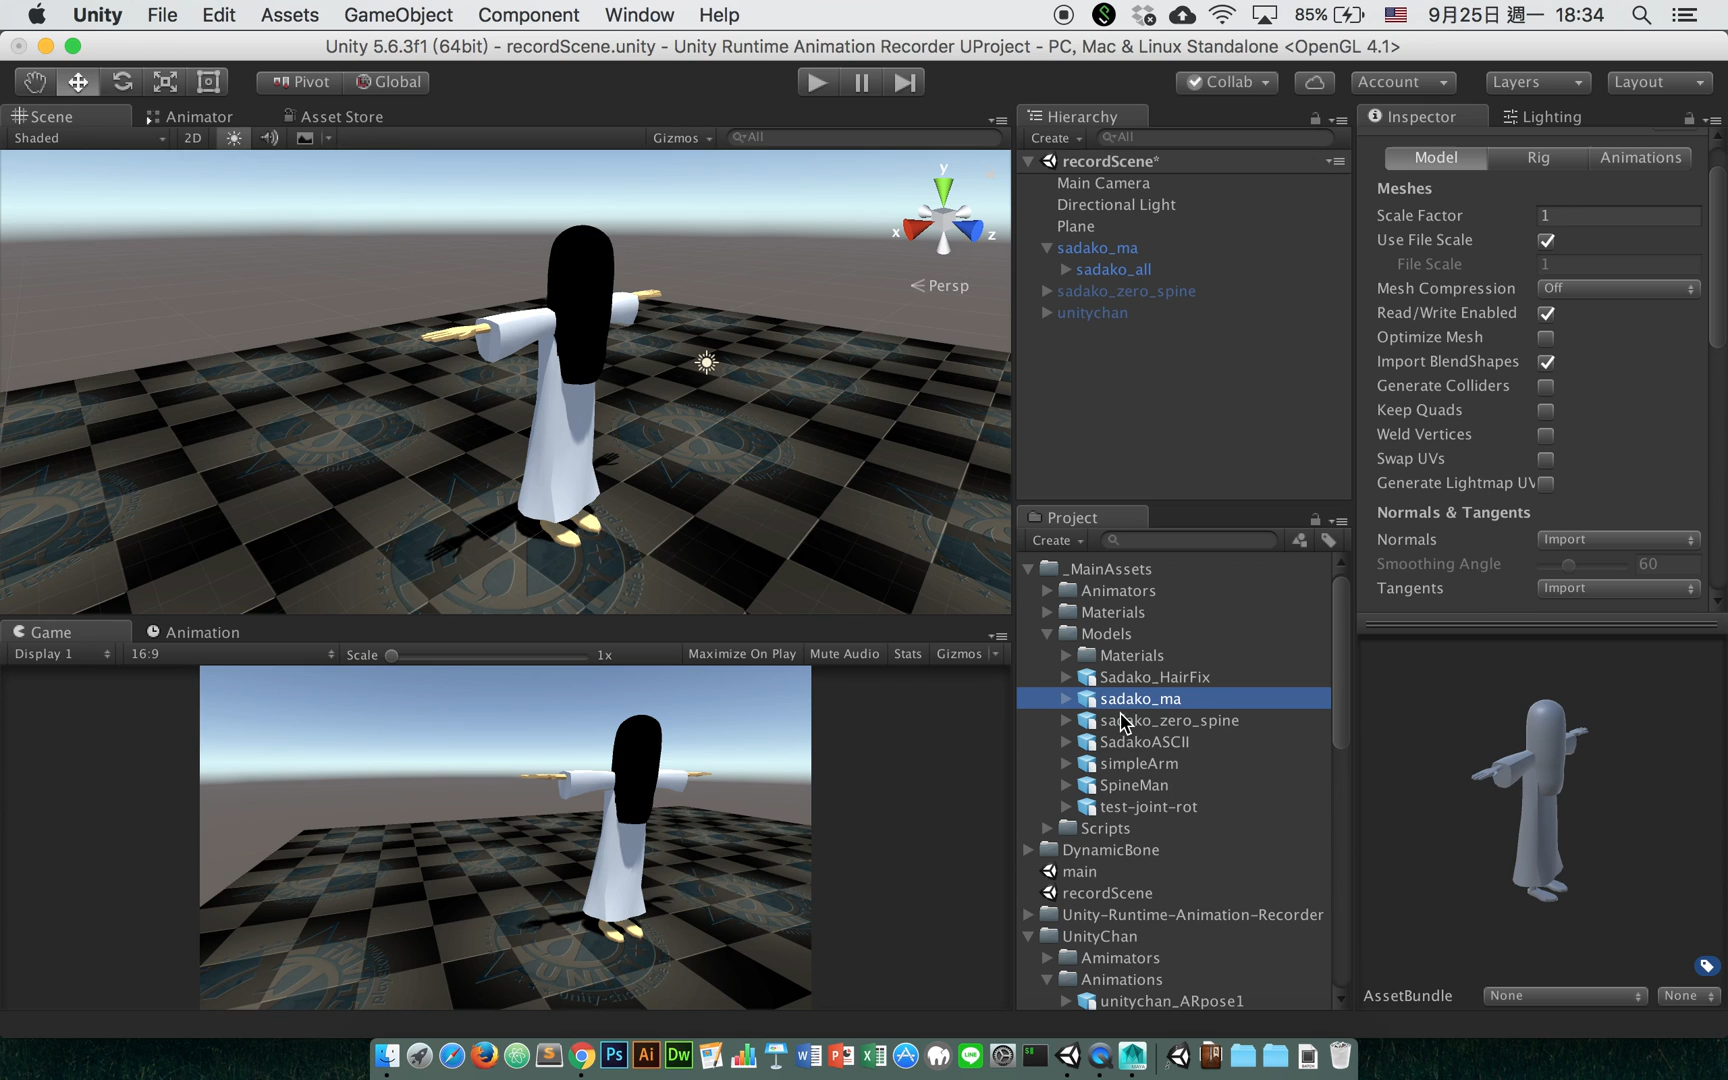 Unity File Edit Assets GameObject Component Window Help 85% 9月25日 週一 18:34
Unity 5.6.3f1 (64bit) - recordScene.unity - Unity Runtime Animation Recorder UProject - PC, Mac & Linux Standalone <OpenGL 4.1>
Pivot Global Collab Account Layers Layout
Scene Animator Asset Store
Shaded 2D Gizmos All
y
x
z
Persp
Game Animation
Display 1 16:9 Scale 1x Maximize On Play Mute Audio Stats Gizmos
Hierarchy
Create All
recordScene*
Main Camera
Directional Light
Plane
sadako_ma
sadako_all
sadako_zero_spine
unitychan
Project
Create
_MainAssets
Animators
Materials
Models
Materials
Sadako_HairFix
sadako_ma
sadako_zero_spine
SadakoASCII
simpleArm
SpineMan
test-joint-rot
Scripts
DynamicBone
main
recordScene
Unity-Runtime-Animation-Recorder
UnityChan
Amimators
Animations
unitychan_ARpose1
Inspector Lighting
Model Rig Animations
Meshes
Scale Factor 1
Use File Scale
File Scale 1
Mesh Compression Off
Read/Write Enabled
Optimize Mesh
Import BlendShapes
Generate Colliders
Keep Quads
Weld Vertices
Swap UVs
Generate Lightmap UV
Normals & Tangents
Normals Import
Smoothing Angle 60
Tangents Import
AssetBundle None None
Ps Ai Dw
LINE
MAYA